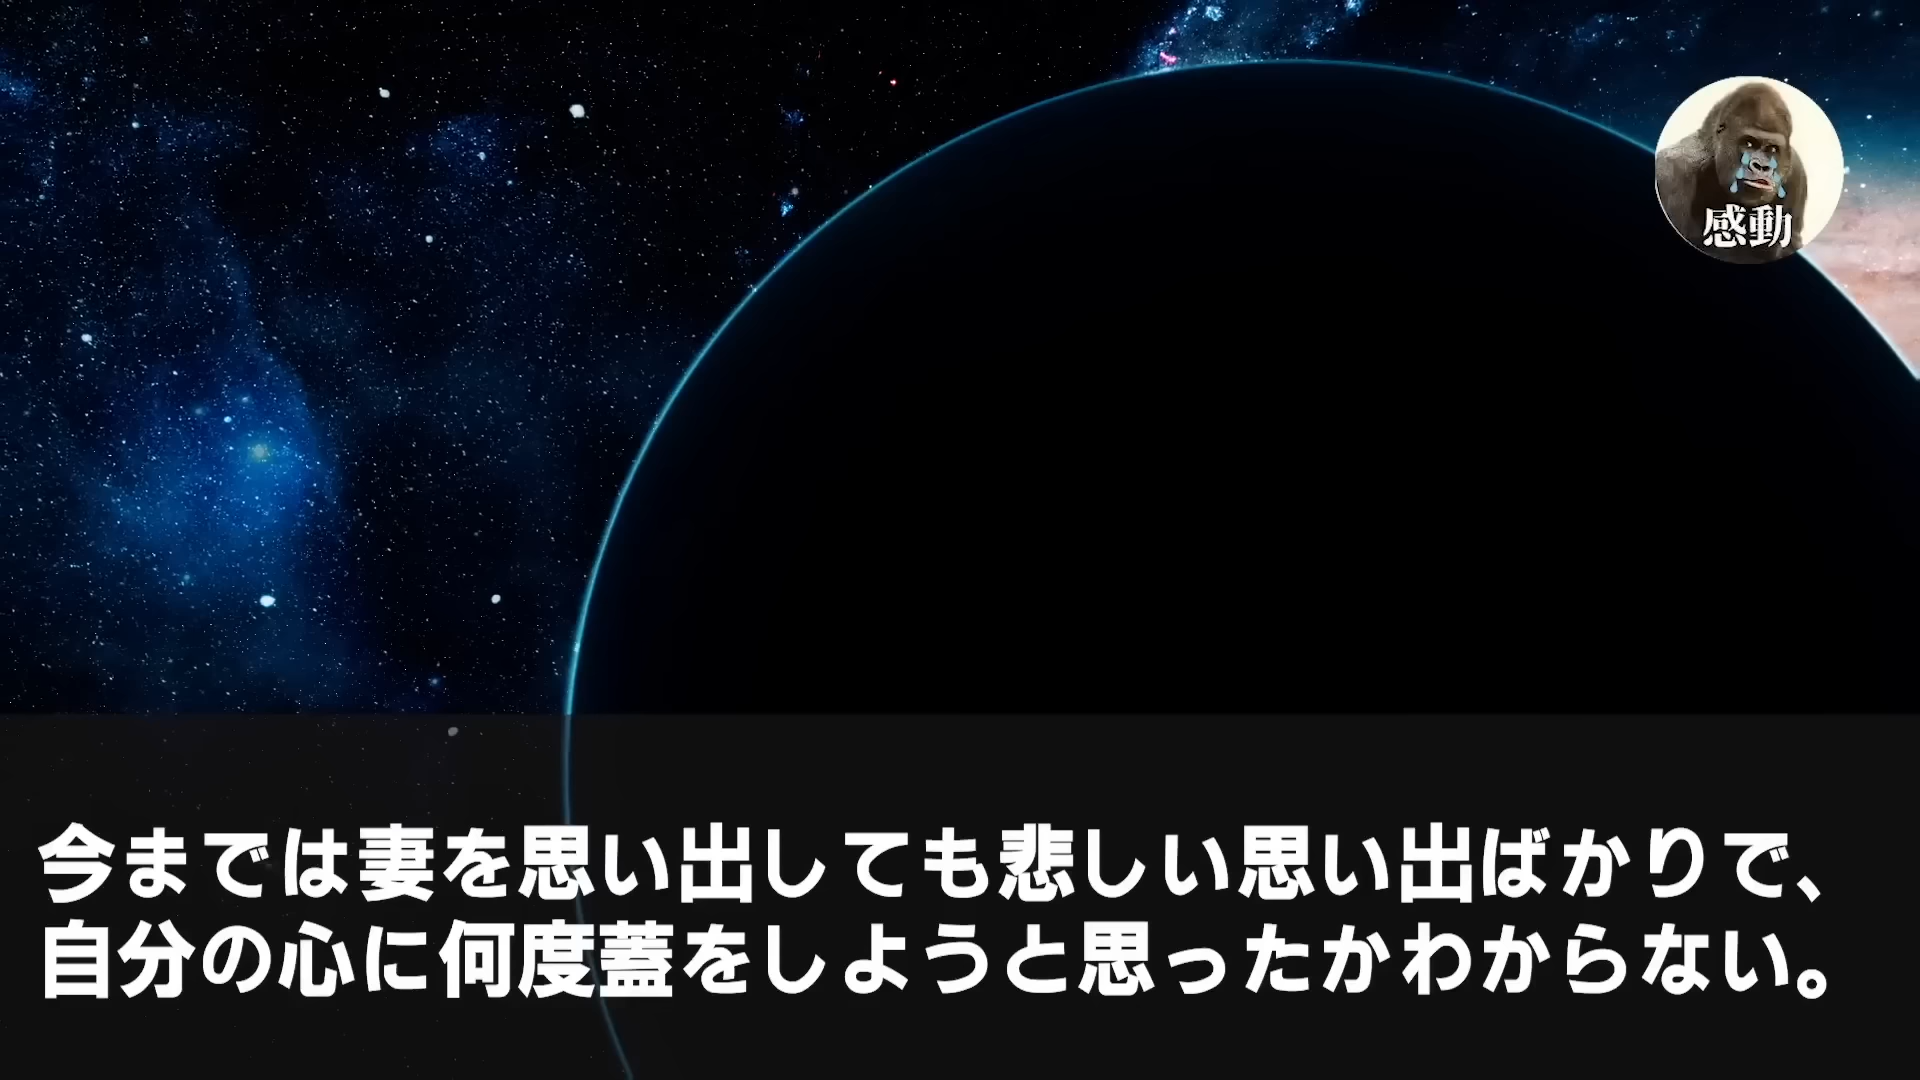 感動
今までは妻を思い出しても悲しい思い出ばかりで、
自分の心に何度蓋をしようと思ったかわからない。